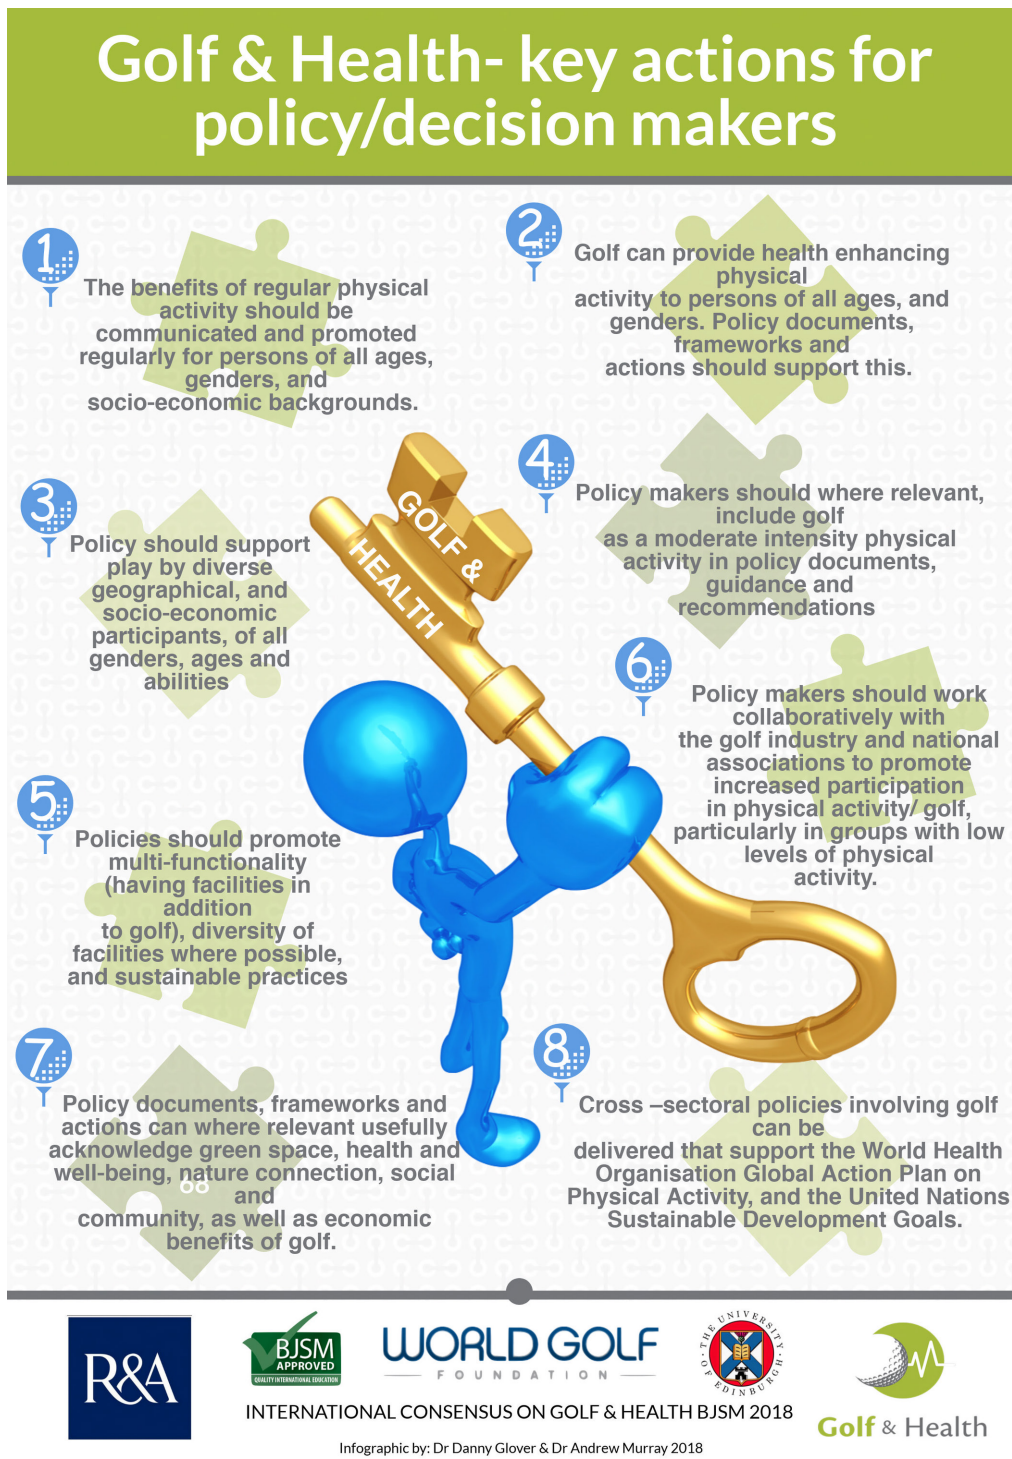 Golf & Health- key actions for
policy/decision makers
1
The benefits of regular physical
activity should be
communicated and promoted
regularly for persons of all ages,
genders, and
socio-economic backgrounds.
2
Golf can provide health enhancing
physical
activity to persons of all ages, and
genders. Policy documents,
frameworks and
actions should support this.
3
Policy should support
play by diverse
geographical, and
socio-economic
participants, of all
genders, ages and
abilities
4
Policy makers should where relevant,
include golf
as a moderate intensity physical
activity in policy documents,
guidance and
recommendations
GOLF &
HEALTH
5
Policies should promote
multi-functionality
(having facilities in
addition
to golf), diversity of
facilities where possible,
and sustainable practices
6
Policy makers should work
collaboratively with
the golf industry and national
associations to promote
increased participation
in physical activity/ golf,
particularly in groups with low
levels of physical
activity.
7
Policy documents, frameworks and
actions can where relevant usefully
acknowledge green space, health and
well-being, nature connection, social
68
and
community, as well as economic
benefits of golf.
8
Cross –sectoral policies involving golf
can be
delivered that support the World Health
Organisation Global Action Plan on
Physical Activity, and the United Nations
Sustainable Development Goals.
R&A
BJSM
APPROVED
QUALITY INTERNATIONAL EDUCATION
WORLD GOLF
FOUNDATION
THE UNIVERSITY
OF EDINBURGH
Golf & Health
INTERNATIONAL CONSENSUS ON GOLF & HEALTH BJSM 2018
Infographic by: Dr Danny Glover & Dr Andrew Murray 2018